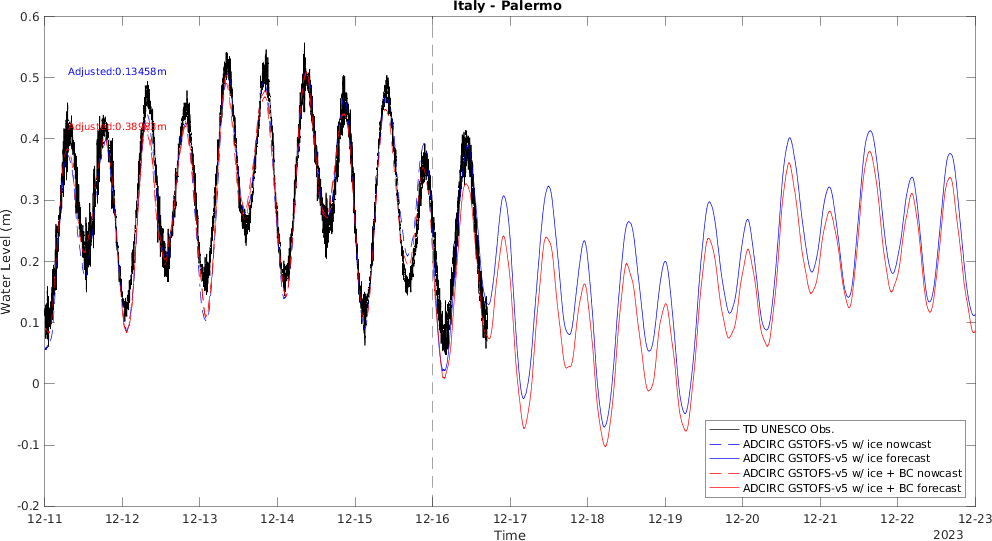 Italy - Palermo
Water Level (m)
0.6
0.5
0.4
0.3
0.2
0.1
0
-0.1
-0.2
Adjusted:0.13458m
TD UNESCO Obs.
ADCIRC GSTOFS-v5 w/ ice nowcast
ADCIRC GSTOFS-v5 w/ ice forecast
ADCIRC GSTOFS-v5 w/ ice + BC nowcast
ADCIRC GSTOFS-v5 w/ ice + BC forecast
12-11 12-12 12-13 12-14 12-15 12-16 12-17 12-18 12-19 12-20 12-21 12-22 12-23
Time
2023